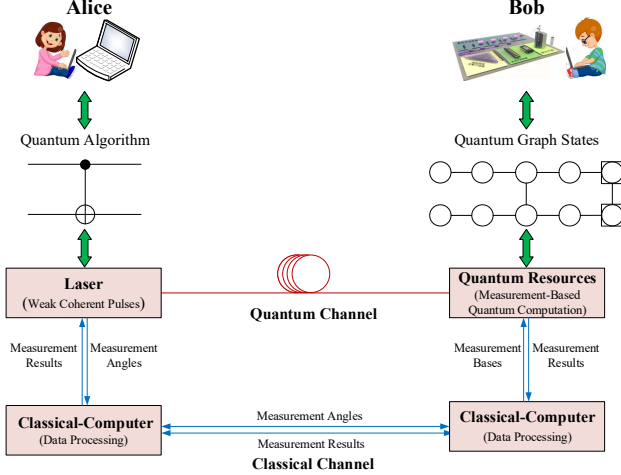 Alice
Bob
Quantum Algorithm
Quantum Graph States
Laser
(Weak Coherent Pulses)
Quantum Channel
Quantum Resources
(Measurement-Based
Quantum Computation)
Measurement
Results
Measurement
Angles
Measurement
Bases
Measurement
Results
Classical-Computer
(Data Processing)
Measurement Angles
Measurement Results
Classical Channel
Classical-Computer
(Data Processing)